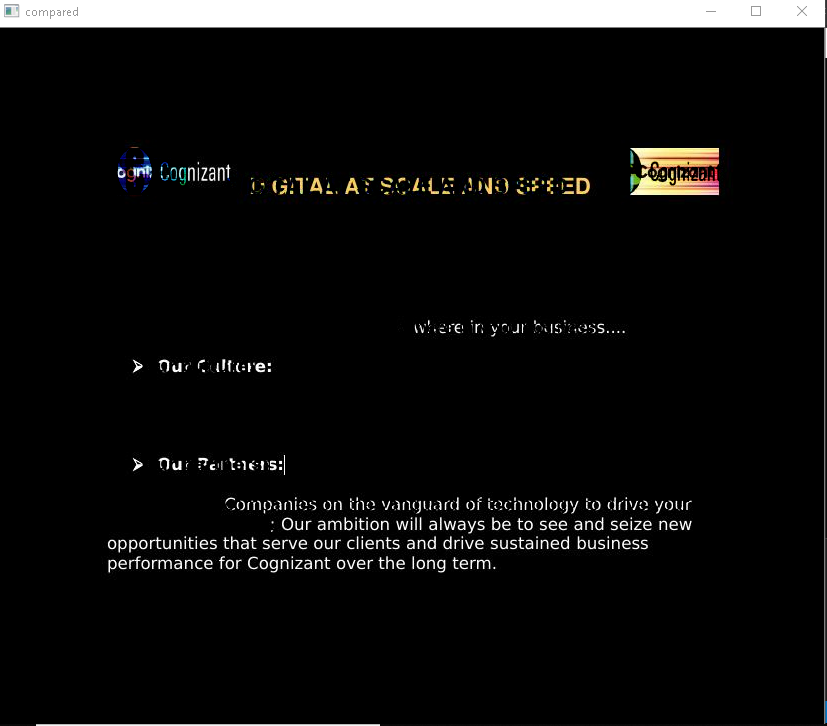 compared
Cognizant
Cognizant
DIGITAL AT SCALE AND SPEED
where in your business....
➢ Our Culture:
➢ Our Partners:
Companies on the vanguard of technology to drive your
; Our ambition will always be to see and seize new
opportunities that serve our clients and drive sustained business
performance for Cognizant over the long term.